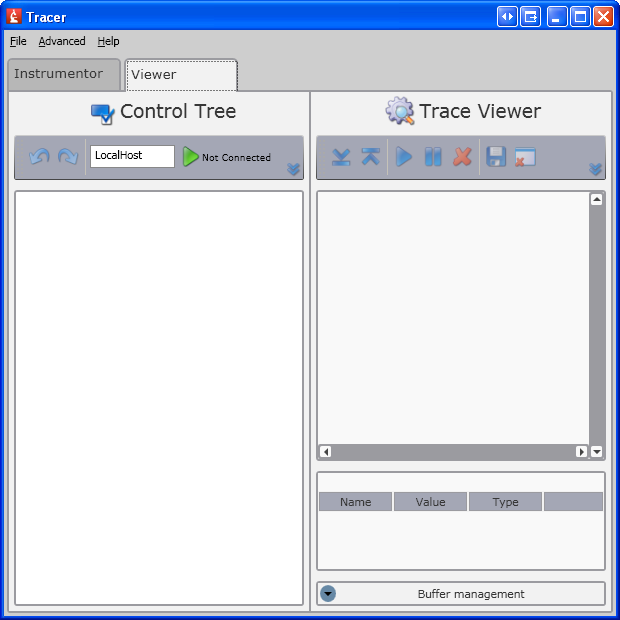 Tracer
File Advanced Help
Instrumentor Viewer
Control Tree
LocalHost Not Connected
Trace Viewer
Name Value Type
Buffer management